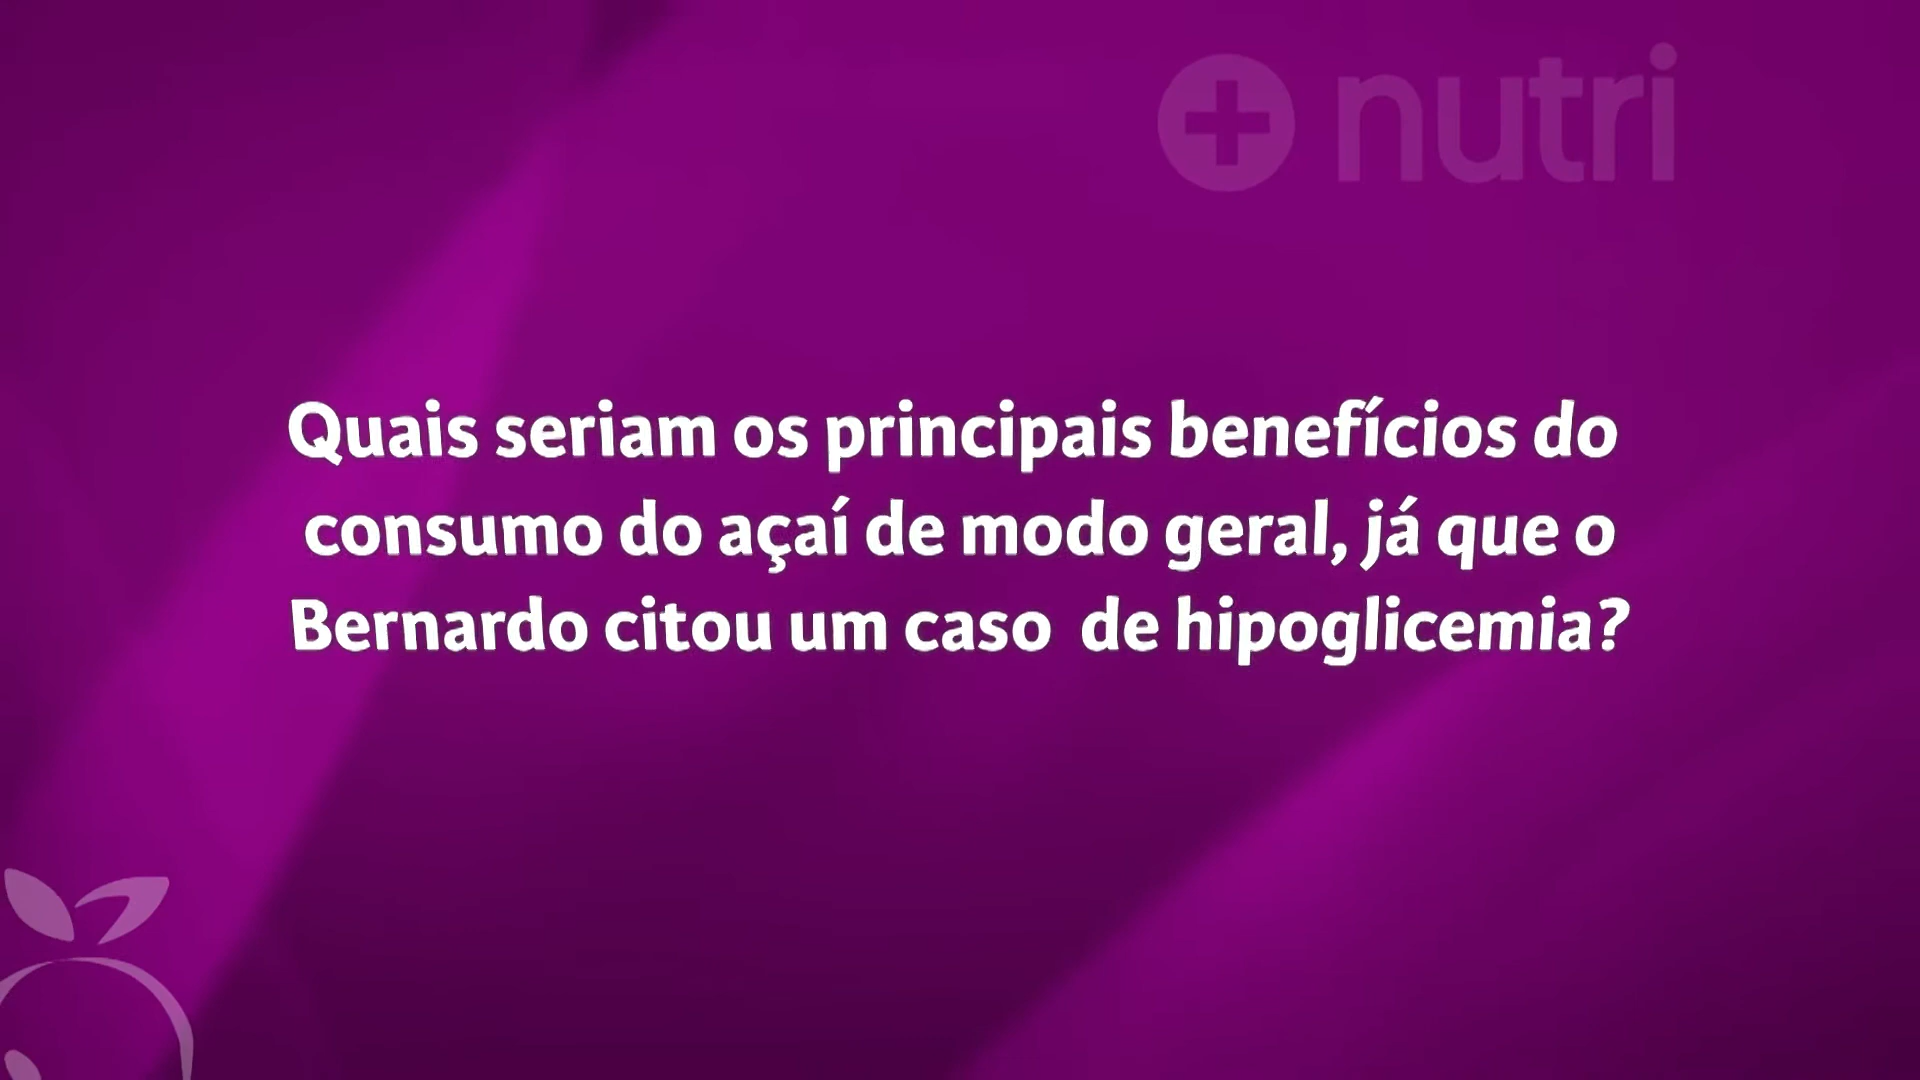 + nutri
Quais seriam os principais benefícios do
consumo do açaí de modo geral, já que o
Bernardo citou um caso de hipoglicemia?